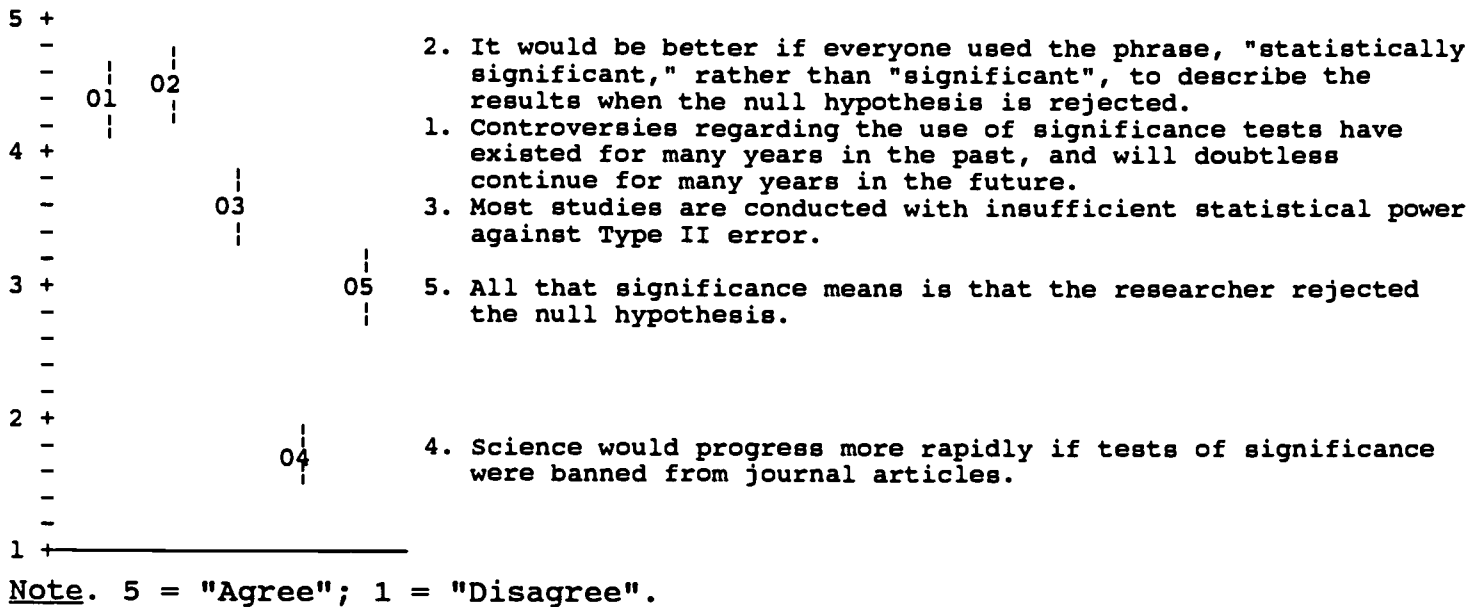 5 +
2. It would be better if everyone used the phrase, "statistically
02 significant," rather than "significant", to describe the
01 results when the null hypothesis is rejected.
1. Controversies regarding the use of significance tests have
4 + existed for many years in the past, and will doubtless
continue for many years in the future.
03 3. Most studies are conducted with insufficient statistical power
against Type II error.
3 + 05 5. All that significance means is that the researcher rejected
the null hypothesis.
2 +
04 4. Science would progress more rapidly if tests of significance
were banned from journal articles.
1 +
Note. 5 = "Agree"; 1 = "Disagree".